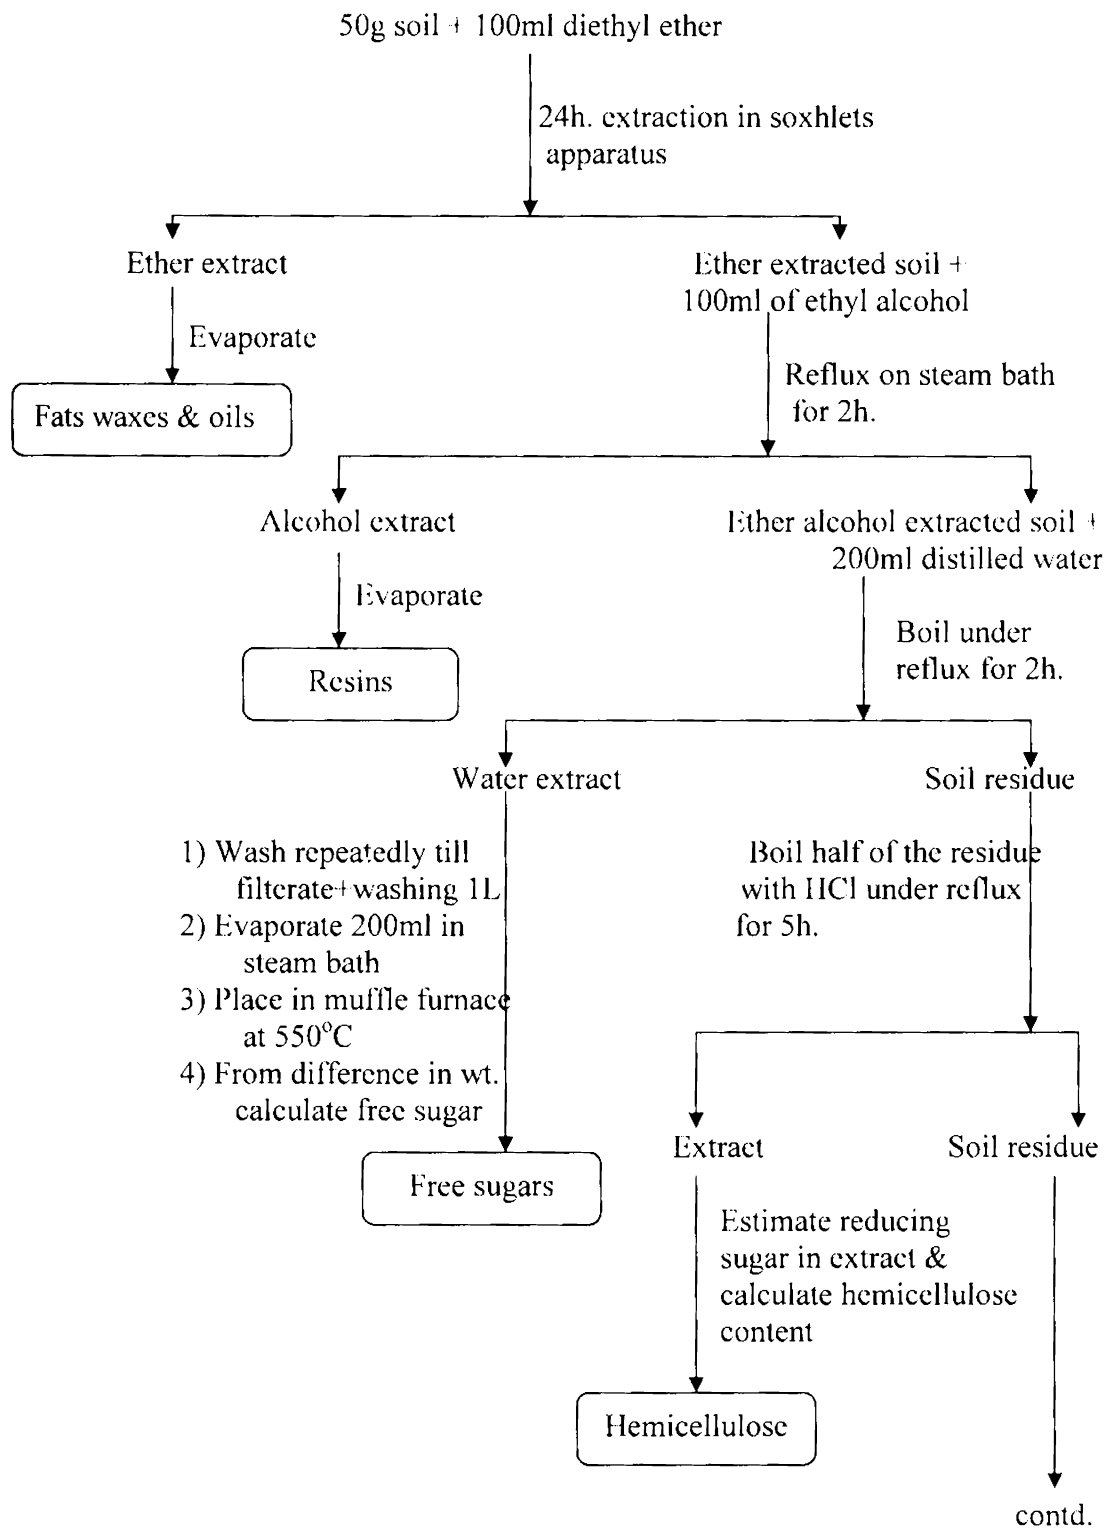 50g soil + 100ml diethyl ether
24h. extraction in soxhlets
apparatus
Ether extract
Ether extracted soil +
100ml of ethyl alcohol
Evaporate
Reflux on steam bath
for 2h.
Fats waxes & oils
Alcohol extract
Ether alcohol extracted soil +
200ml distilled water
Evaporate
Boil under
reflux for 2h.
Resins
Water extract
Soil residue
1) Wash repeatedly till
filterate+washing 1L
2) Evaporate 200ml in
steam bath
3) Place in muffle furnace
at 550°C
4) From difference in wt.
calculate free sugar
Boil half of the residue
with HCl under reflux
for 5h.
Free sugars
Extract
Soil residue
Estimate reducing
sugar in extract &
calculate hemicellulose
content
Hemicellulose
contd.